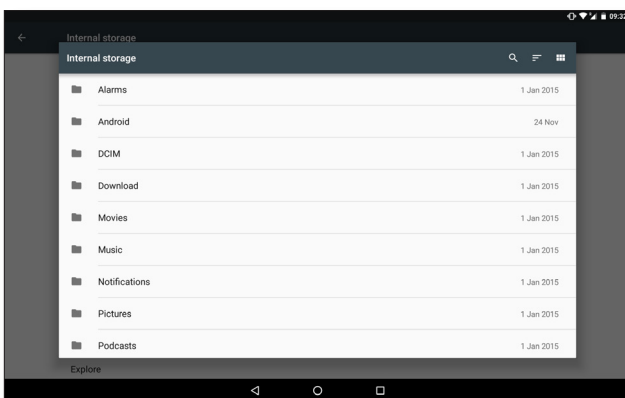 09:32
Internal storage
Internal storage
Alarms 1 Jan 2015
Android 24 Nov
DCIM 1 Jan 2015
Download 1 Jan 2015
Movies 1 Jan 2015
Music 1 Jan 2015
Notifications 1 Jan 2015
Pictures 1 Jan 2015
Podcasts 1 Jan 2015
Explore